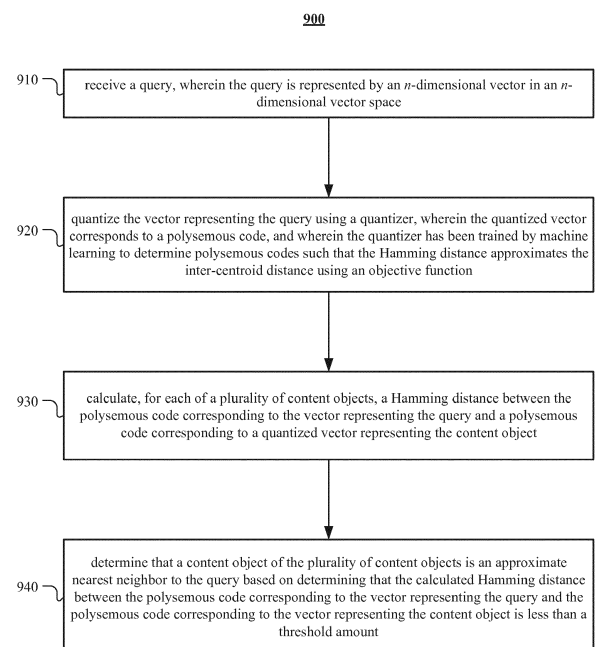 900
910
receive a query, wherein the query is represented by an n-dimensional vector in an n-
dimensional vector space
920
quantize the vector representing the query using a quantizer, wherein the quantized vector
corresponds to a polysemous code, and wherein the quantizer has been trained by machine
learning to determine polysemous codes such that the Hamming distance approximates the
inter-centroid distance using an objective function
930
calculate, for each of a plurality of content objects, a Hamming distance between the
polysemous code corresponding to the vector representing the query and a polysemous
code corresponding to a quantized vector representing the content object
940
determine that a content object of the plurality of content objects is an approximate
nearest neighbor to the query based on determining that the calculated Hamming distance
between the polysemous code corresponding to the vector representing the query and the
polysemous code corresponding to the vector representing the content object is less than a
threshold amount